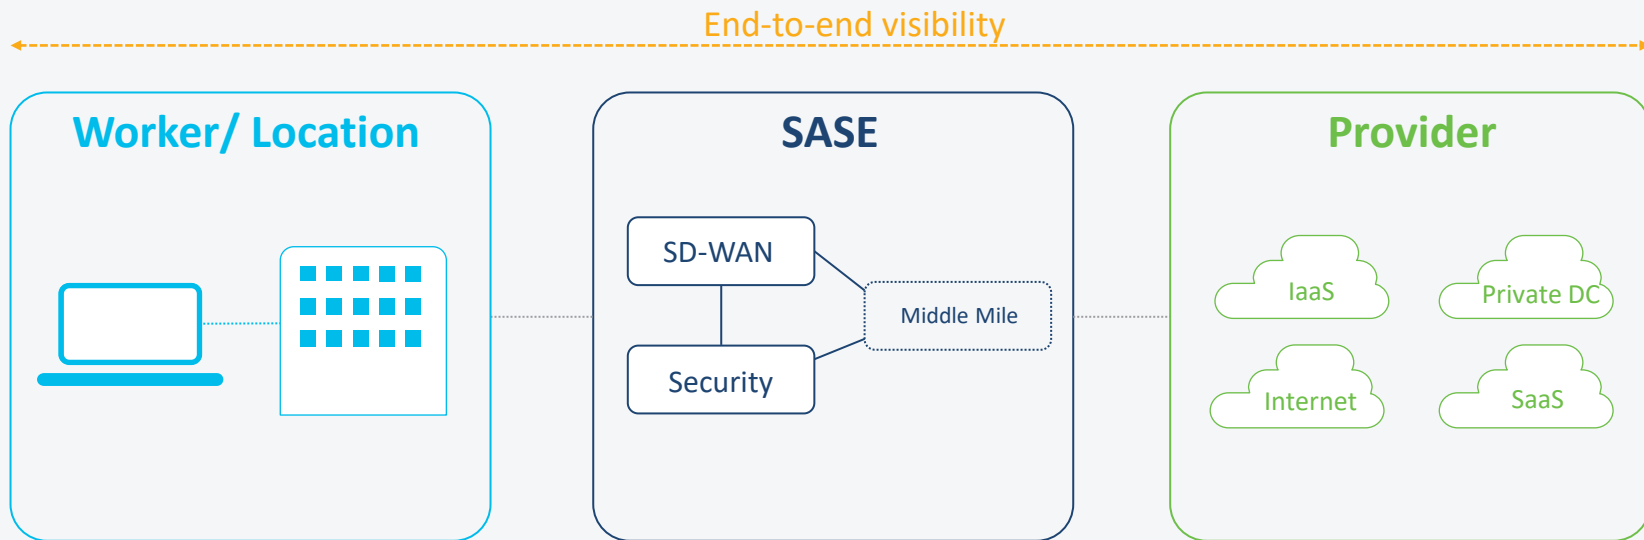 End-to-end visibility
Worker/ Location
SASE
Provider
SD-WAN
Security
Middle Mile
IaaS
Private DC
Internet
SaaS